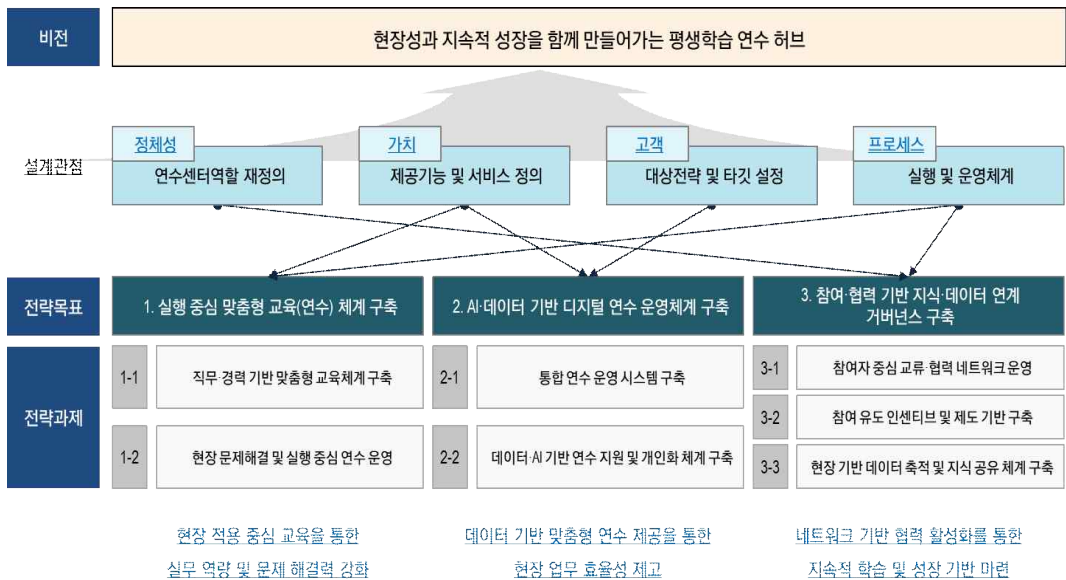 비전
현장성과 지속적 성장을 함께 만들어가는 평생학습 연수 허브
설계관점
정체성
연수센터역할 재정의
가치
제공기능 및 서비스 정의
고객
대상전략 및 타깃 설정
프로세스
실행 및 운영체계
전략목표
1. 실행 중심 맞춤형 교육(연수) 체계 구축
2. AI·데이터 기반 디지털 연수 운영체계 구축
3. 참여·협력 기반 지식·데이터 연계
거버넌스 구축
전략과제
1-1
직무·경력 기반 맞춤형 교육체계 구축
1-2
현장 문제해결 및 실행 중심 연수 운영
2-1
통합 연수 운영 시스템 구축
2-2
데이터·AI 기반 연수 지원 및 개인화 체계 구축
3-1
참여자 중심 교류·협력 네트워크 운영
3-2
참여 유도 인센티브 및 제도 기반 구축
3-3
현장 기반 데이터 축적 및 지식 공유 체계 구축
현장 적용 중심 교육을 통한
실무 역량 및 문제 해결력 강화
데이터 기반 맞춤형 연수 제공을 통한
현장 업무 효율성 제고
네트워크 기반 협력 활성화를 통한
지속적 학습 및 성장 기반 마련